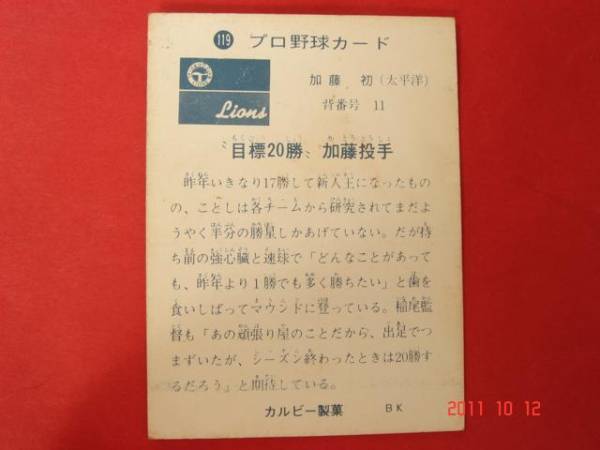 119 プロ野球カード
Lions
加藤 初（太平洋）
背番号 11
〝目標20勝〟 加藤投手
昨年いきなり17勝して新人王になったもの
の、ことしは各チームから研究されてまだよ
うやく半分の勝星しかあげていない。だが持
ち前の強心臓と速球で「どんなことがあって
も、昨年より1勝でも多く勝ちたい」と歯を
食いしばってマウンドに登っている。稲尾監
督も「あの頑張り屋のことだから、出足でつ
まずいたが、シーズン終わったときは20勝す
るだろう」と期待している。
カルビー製菓 BK
2011 10 12